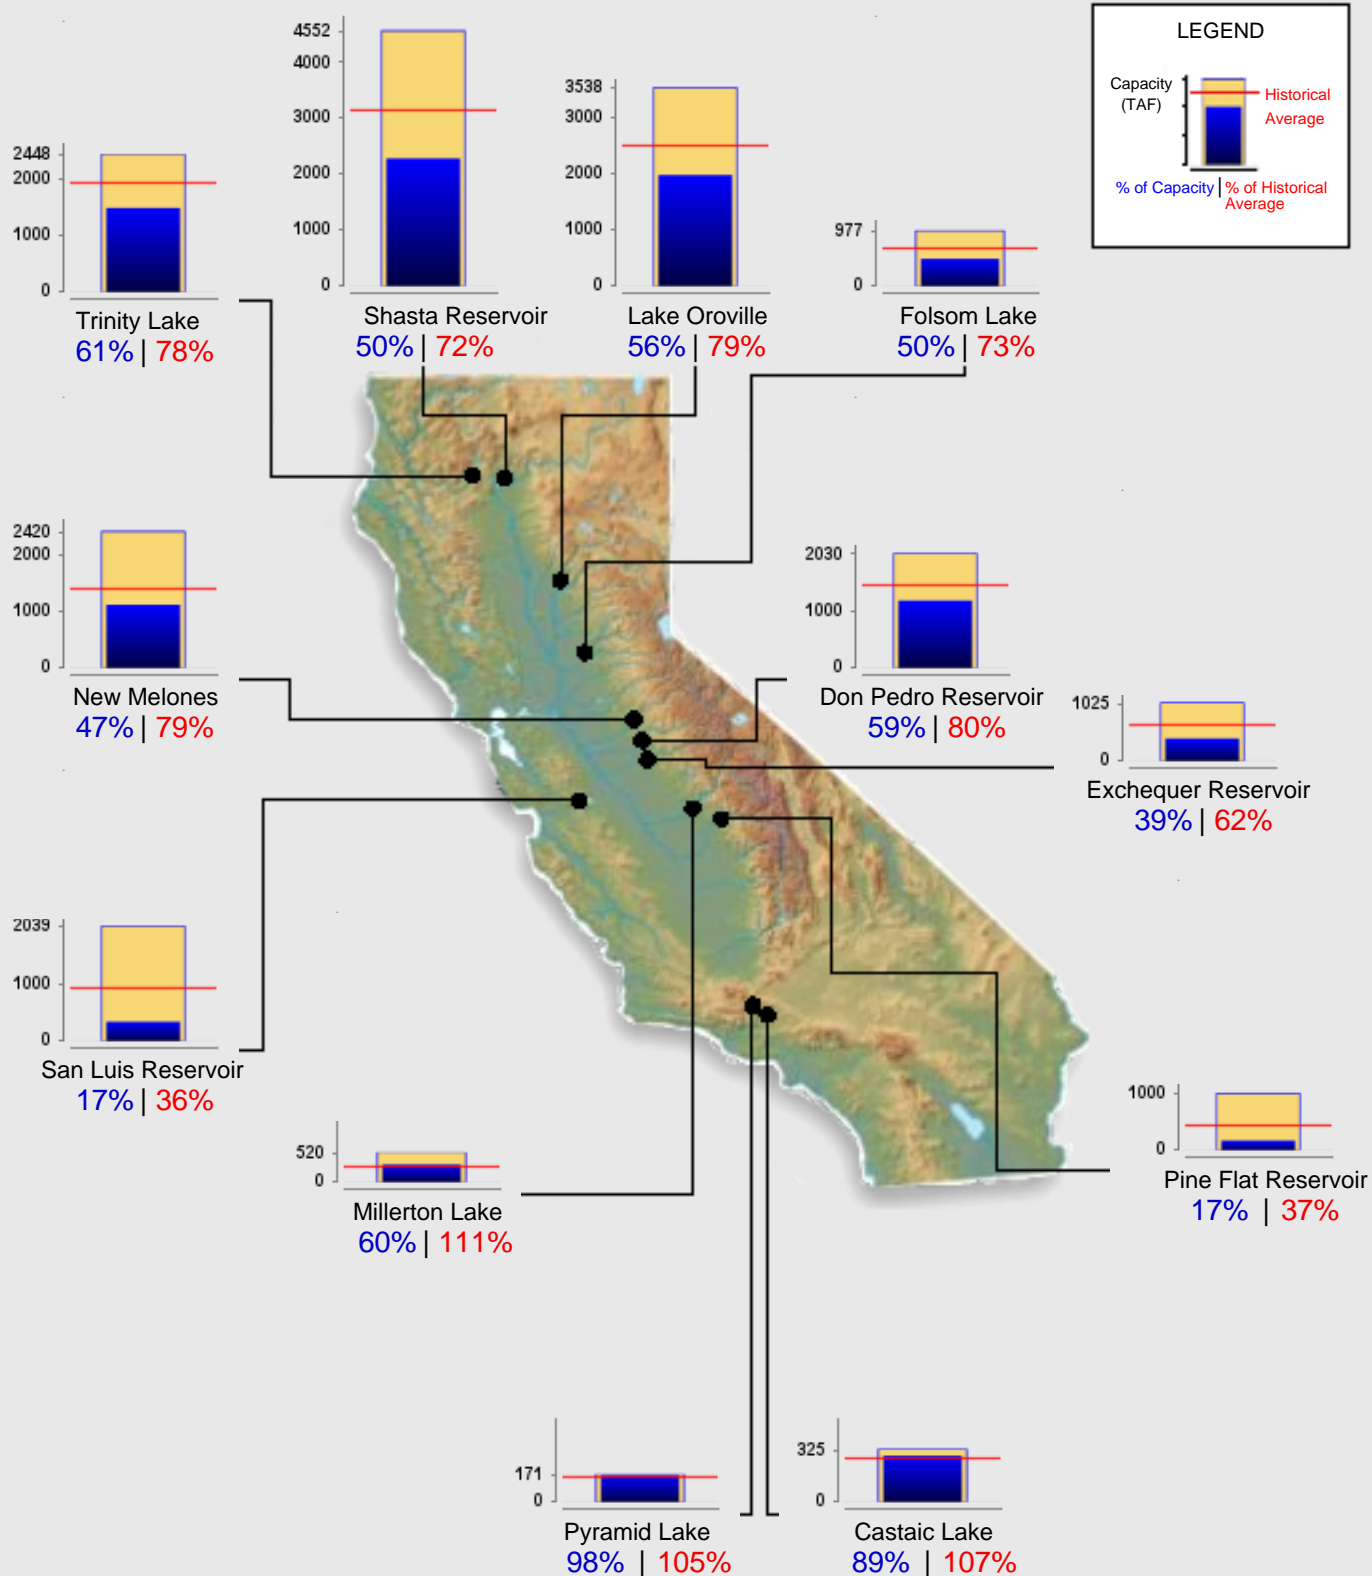 LEGEND
Capacity
(TAF)
Historical
Average
% of Capacity | % of Historical
Average
4552
4000
3000
2000
1000
0
Shasta Reservoir
50% | 72%
3538
3000
2000
1000
0
Lake Oroville
56% | 79%
2448
2000
1000
0
Trinity Lake
61% | 78%
977
0
Folsom Lake
50% | 73%
2420
2000
1000
0
New Melones
47% | 79%
2030
1000
0
Don Pedro Reservoir
59% | 80%
1025
0
Exchequer Reservoir
39% | 62%
2039
1000
0
San Luis Reservoir
17% | 36%
520
0
Millerton Lake
60% | 111%
1000
0
Pine Flat Reservoir
17% | 37%
171
0
Pyramid Lake
98% | 105%
325
0
Castaic Lake
89% | 107%